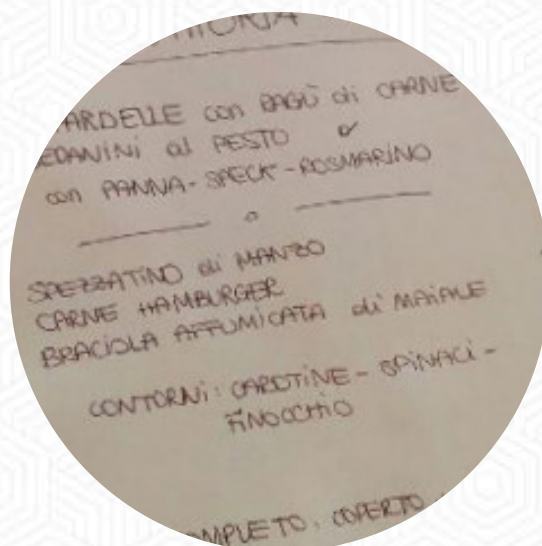 ARDELLE con RAGÙ di CARNE
EDANINI al PESTO o
con PANNA-SPECK-ROSMARINO
o
SPEZZATINO di MANZO
CARNE HAMBURGER
BRACIOLA AFFUMICATA di MAIALE
CONTORNI: CAROTINE - SPINACI -
FINOCCHIO
MPLETO, COPERTO